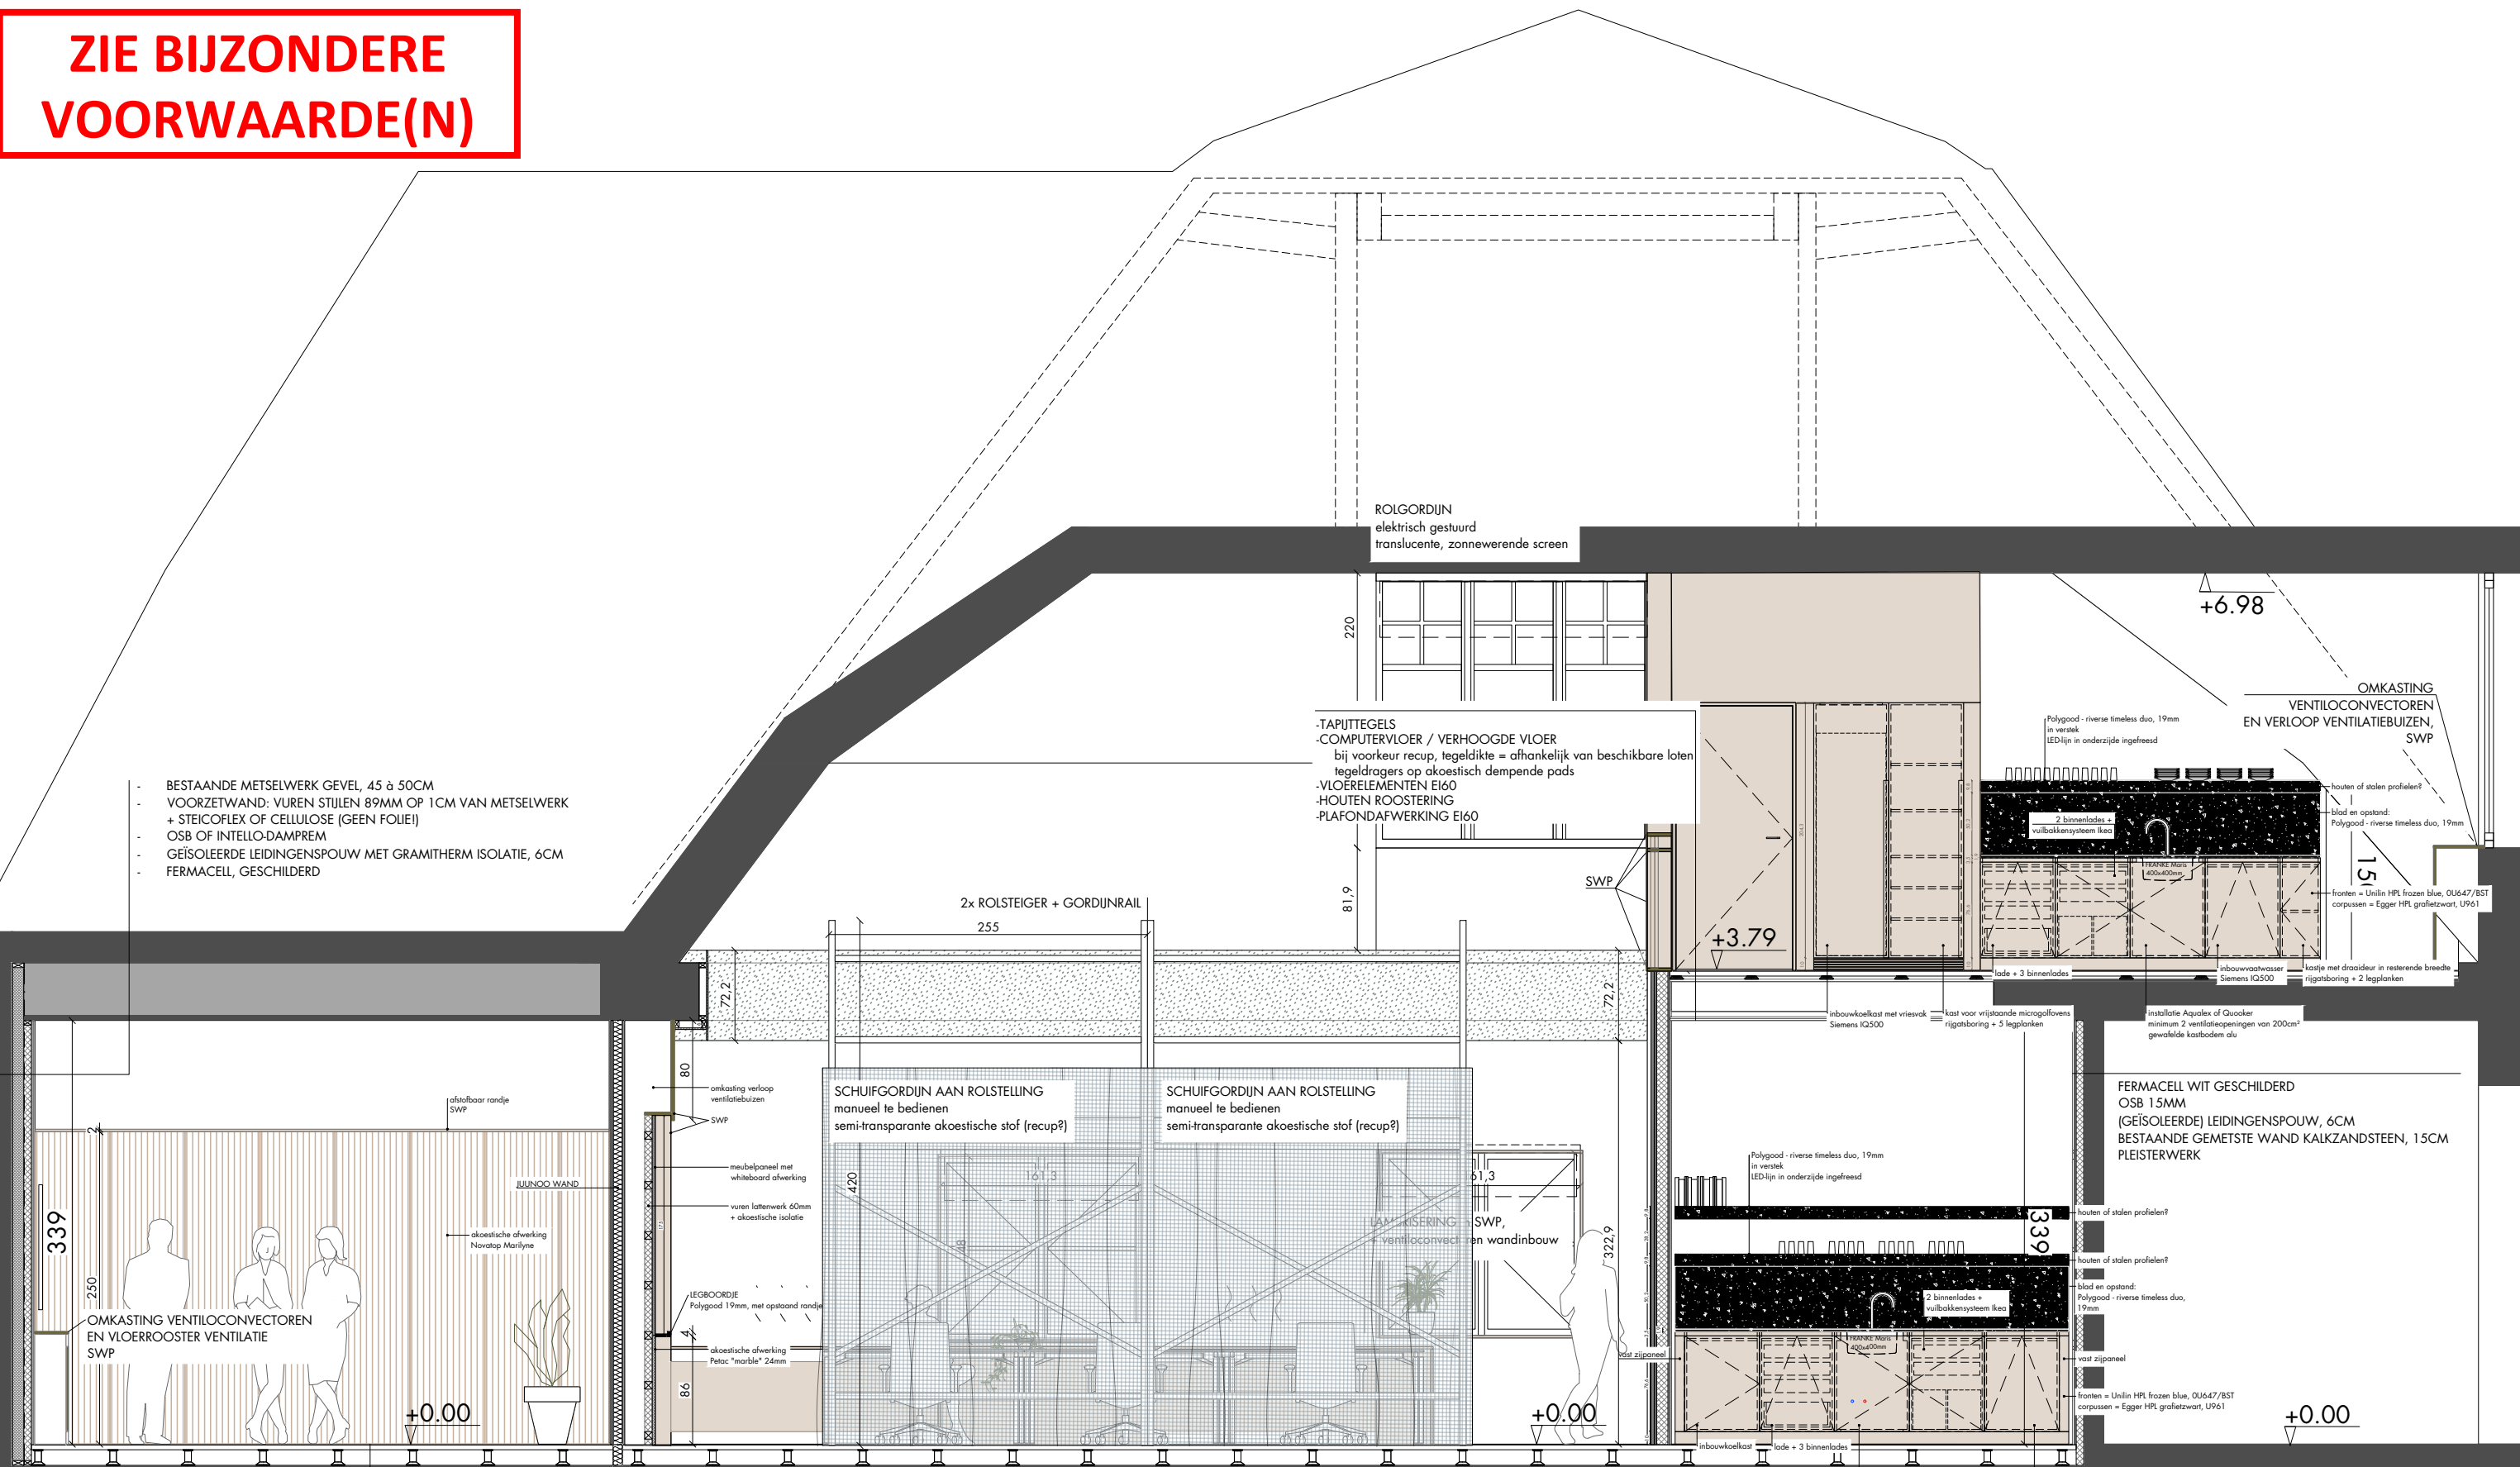 ZIE BIJZONDERE
VOORWAARDE(N)
ROLGORDIJN
elektrisch gestuurd
translucente, zonnewerende screen
+6.98
220
OMKASTING
VENTILOCONVECTOREN
EN VERLOOP VENTILATIEBUIZEN,
SWP
-TAPIJTTEGELS
-COMPUTERVLOER / VERHOOGDE VLOER
bij voorkeur recup, tegeldikte = afhankelijk van beschikbare loten
tegeldragers op akoestisch dempende pads
-VLOERELEMENTEN EI60
-HOUTEN ROOSTERING
-PLAFONDAFWERKING EI60
Polygood - riverse timeless duo, 19mm
in verstek
LED-lijn in onderzijde ingefreesd
- BESTAANDE METSELWERK GEVEL, 45 à 50CM
- VOORZETWAND: VUREN STIJLEN 89MM OP 1CM VAN METSELWERK
+ STEICOFLEX OF CELLULOSE (GEEN FOLIE!)
- OSB OF INTELLO-DAMPREM
- GEÏSOLEERDE LEIDINGENSPOUW MET GRAMITHERM ISOLATIE, 6CM
- FERMACELL, GESCHILDERD
houten of stalen profielen?
blad en opstand:
Polygood - riverse timeless duo, 19mm
2 binnenlades +
vuilbakkensysteem Ikea
FRANKE Maris
400x400mm
fronten = Unilin HPL frozen blue, 0U647/BST
corpussen = Egger HPL grafietzwart, U961
SWP
81,9
2x ROLSTEIGER + GORDIJNRAIL
255
+3.79
lade + 3 binnenlades
inbouwvaatwasser
Siemens IQ500
kastje met draaideur in resterende breedte
rijgatsboring + 2 legplanken
72,2
72,2
inbouwkoelkast met vriesvak
Siemens IQ500
kast voor vrijstaande microgolfovens
rijgatsboring + 5 legplanken
installatie Aqualex of Quooker
minimum 2 ventilatieopeningen van 200cm²
gewafelde kastbodem alu
80
omkasting verloop
ventilatiebuizen
SWP
afstofbaar randje
SWP
2
SCHUIFGORDIJN AAN ROLSTELLING
manueel te bedienen
semi-transparante akoestische stof (recup?)
SCHUIFGORDIJN AAN ROLSTELLING
manueel te bedienen
semi-transparante akoestische stof (recup?)
FERMACELL WIT GESCHILDERD
OSB 15MM
(GEÏSOLEERDE) LEIDINGENSPOUW, 6CM
BESTAANDE GEMETSTE WAND KALKZANDSTEEN, 15CM
PLEISTERWERK
meubelpaneel met
whiteboard afwerking
vuren lattenwerk 60mm
+ akoestische isolatie
JUUNOO WAND
420
161,3
61,3
Polygood - riverse timeless duo, 19mm
in verstek
LED-lijn in onderzijde ingefreesd
339
akoestische afwerking
Novatop Marilyne
SWP,
+ ventiloconvect ren wandinbouw
322,9
339
houten of stalen profielen?
houten of stalen profielen?
blad en opstand:
Polygood - riverse timeless duo,
19mm
2 binnenlades +
vuilbakkensysteem Ikea
250
LEGBOORDJE
Polygood 19mm, met opstaand randje
4
OMKASTING VENTILOCONVECTOREN
EN VLOERROOSTER VENTILATIE
SWP
akoestische afwerking
Petac "marble" 24mm
86
FRANKE Maris
400x400mm
vast zijpaneel
vast zijpaneel
fronten = Unilin HPL frozen blue, 0U647/BST
corpussen = Egger HPL grafietzwart, U961
+0.00
+0.00
+0.00
inbouwkoelkast
lade + 3 binnenlades